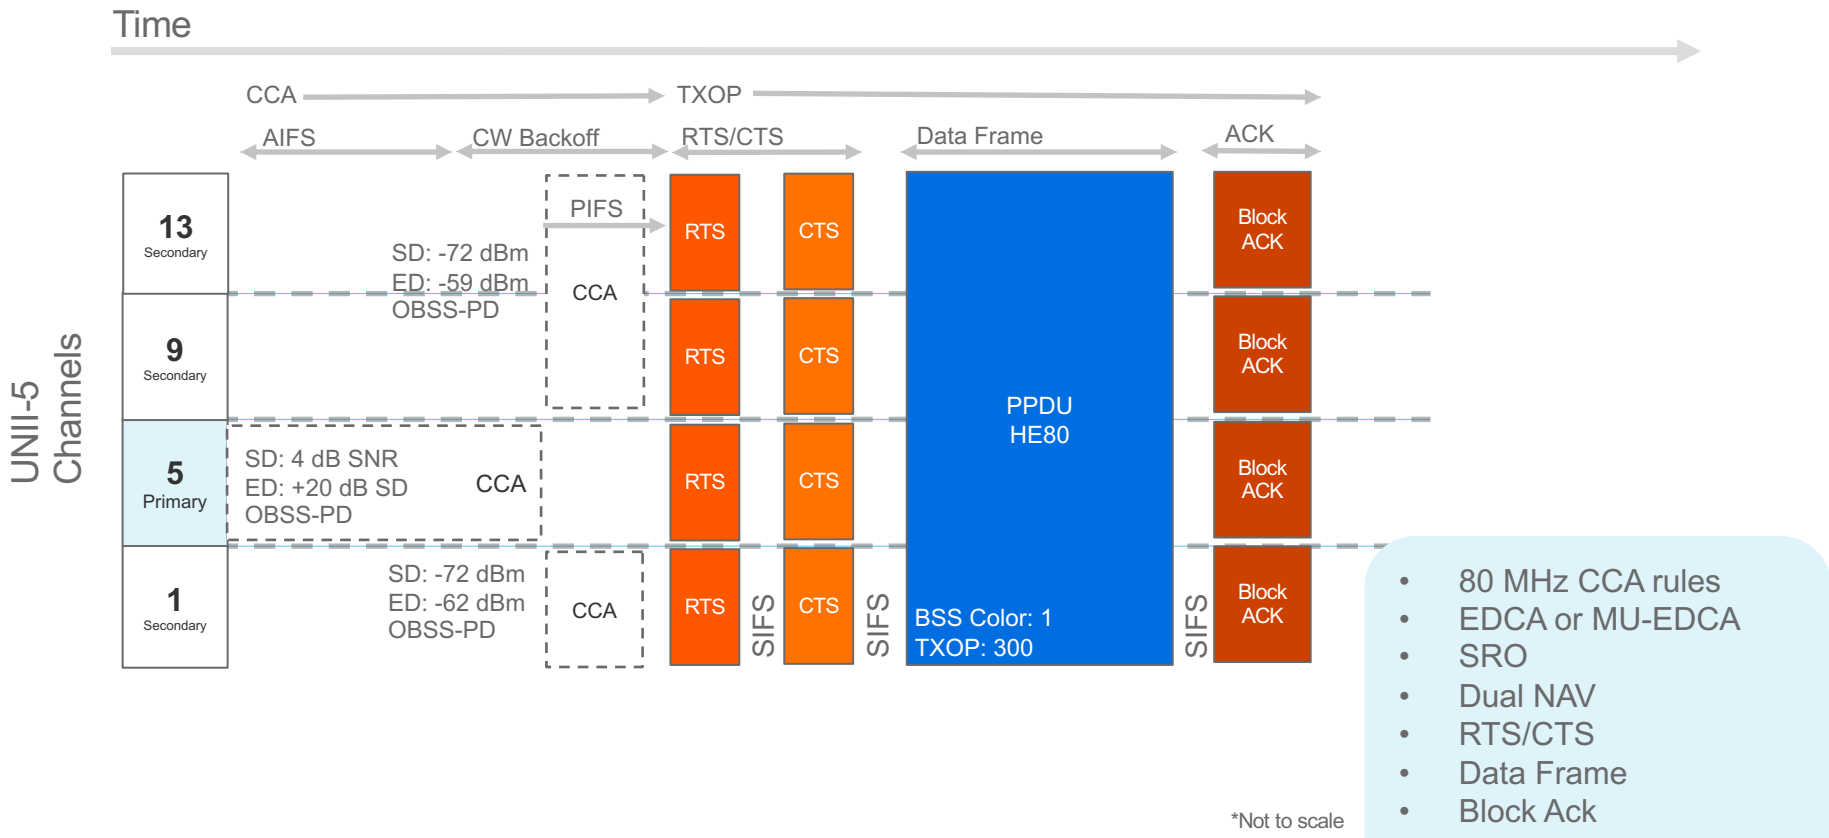 Time
CCA
TXOP
AIFS
CW Backoff
RTS/CTS
Data Frame
ACK
UNII-5
Channels
13
Secondary
9
Secondary
5
Primary
1
Secondary
SD: -72 dBm
ED: -59 dBm
OBSS-PD
PIFS
CCA
SD: 4 dB SNR
ED: +20 dB SD
OBSS-PD
CCA
SD: -72 dBm
ED: -62 dBm
OBSS-PD
CCA
RTS
RTS
RTS
RTS
SIFS
CTS
CTS
CTS
CTS
SIFS
PPDU
HE80
BSS Color: 1
TXOP: 300
SIFS
Block
ACK
Block
ACK
Block
ACK
Block
ACK
• 80 MHz CCA rules
• EDCA or MU-EDCA
• SRO
• Dual NAV
• RTS/CTS
• Data Frame
• Block Ack
*Not to scale